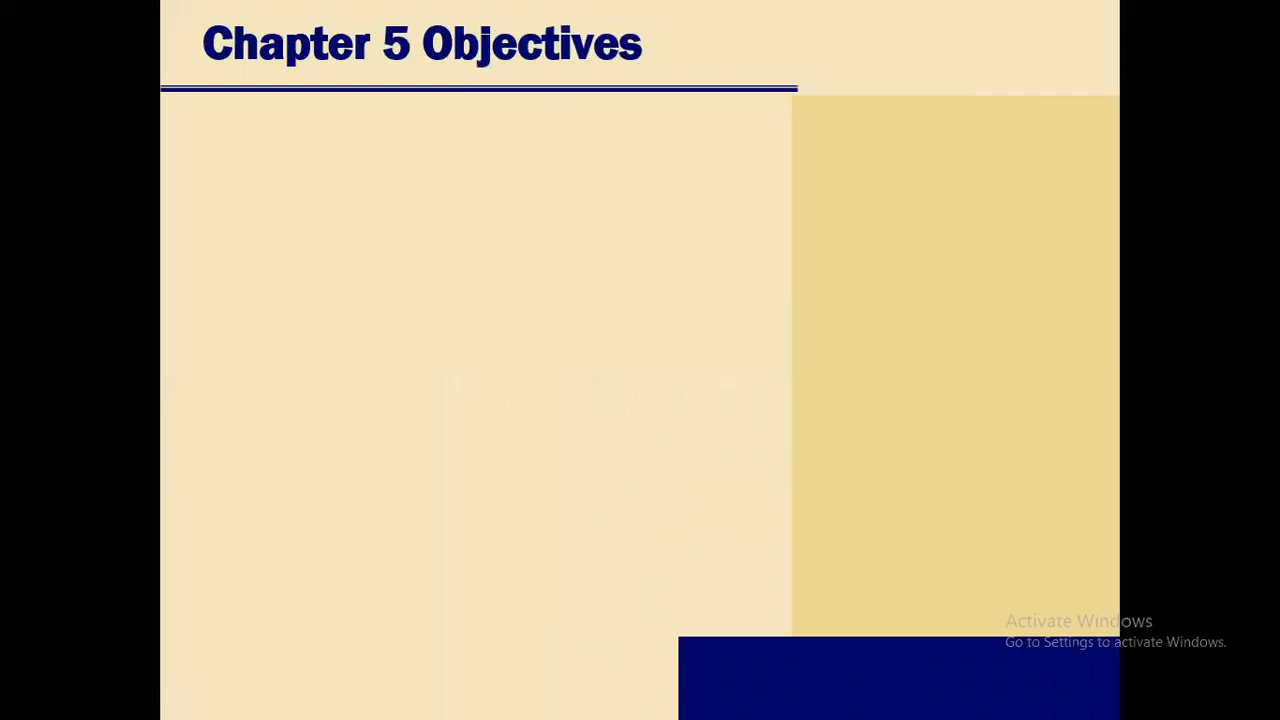 Chapter 5 Objectives
Activate Windows
Go to Settings to activate Windows.